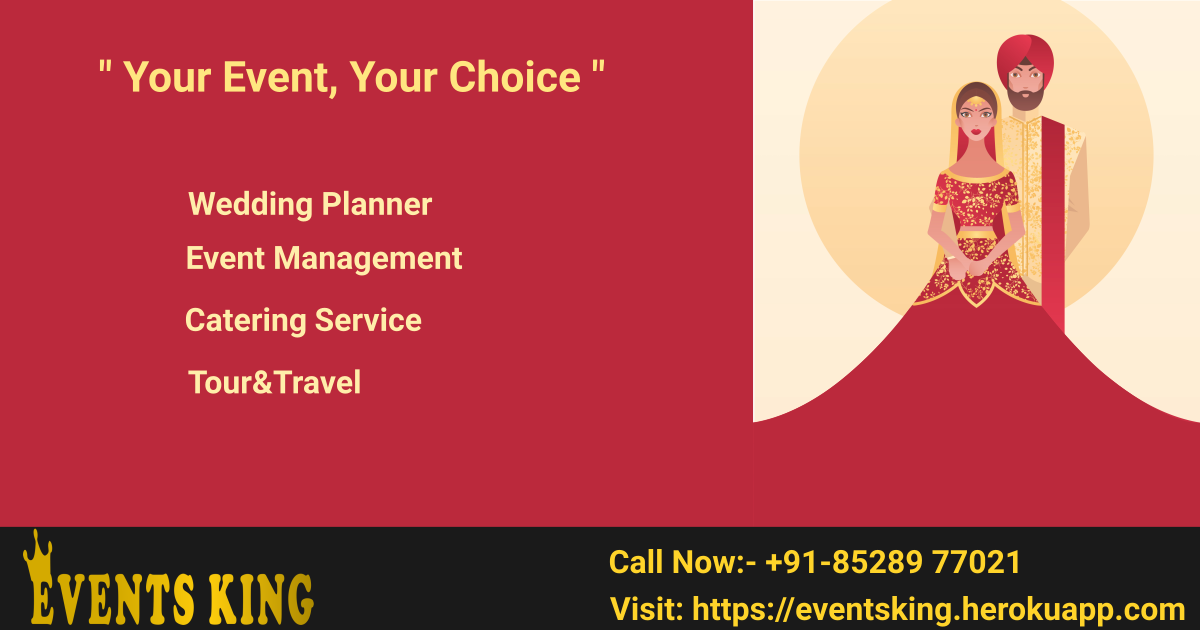 " Your Event, Your Choice "
Wedding Planner
Event Management
Catering Service
Tour&Travel
EVENTS KING
Call Now:- +91-85289 77021
Visit: https://eventsking.herokuapp.com